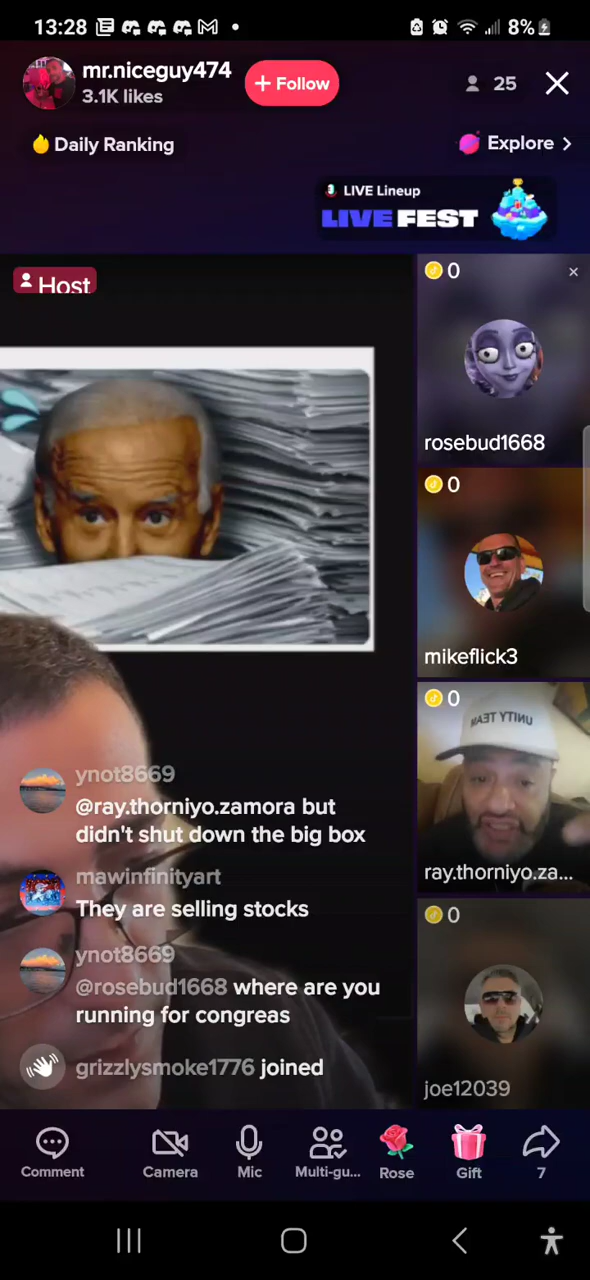 13:28
8%
mr.niceguy474
+ Follow
25
3.1K likes
Daily Ranking
Explore >
LIVE Lineup
LIVE FEST
Host
0
rosebud1668
0
mikeflick3
0
UNITY TEAM
ray.thorniyo.za...
0
joe12039
ynot8669
@ray.thorniyo.zamora but
didn't shut down the big box
mawinfinityart
They are selling stocks
ynot8669
@rosebud1668 where are you
running for congreas
grizzlysmoke1776 joined
Comment
Camera
Mic
Multi-gu...
Rose
Gift
7